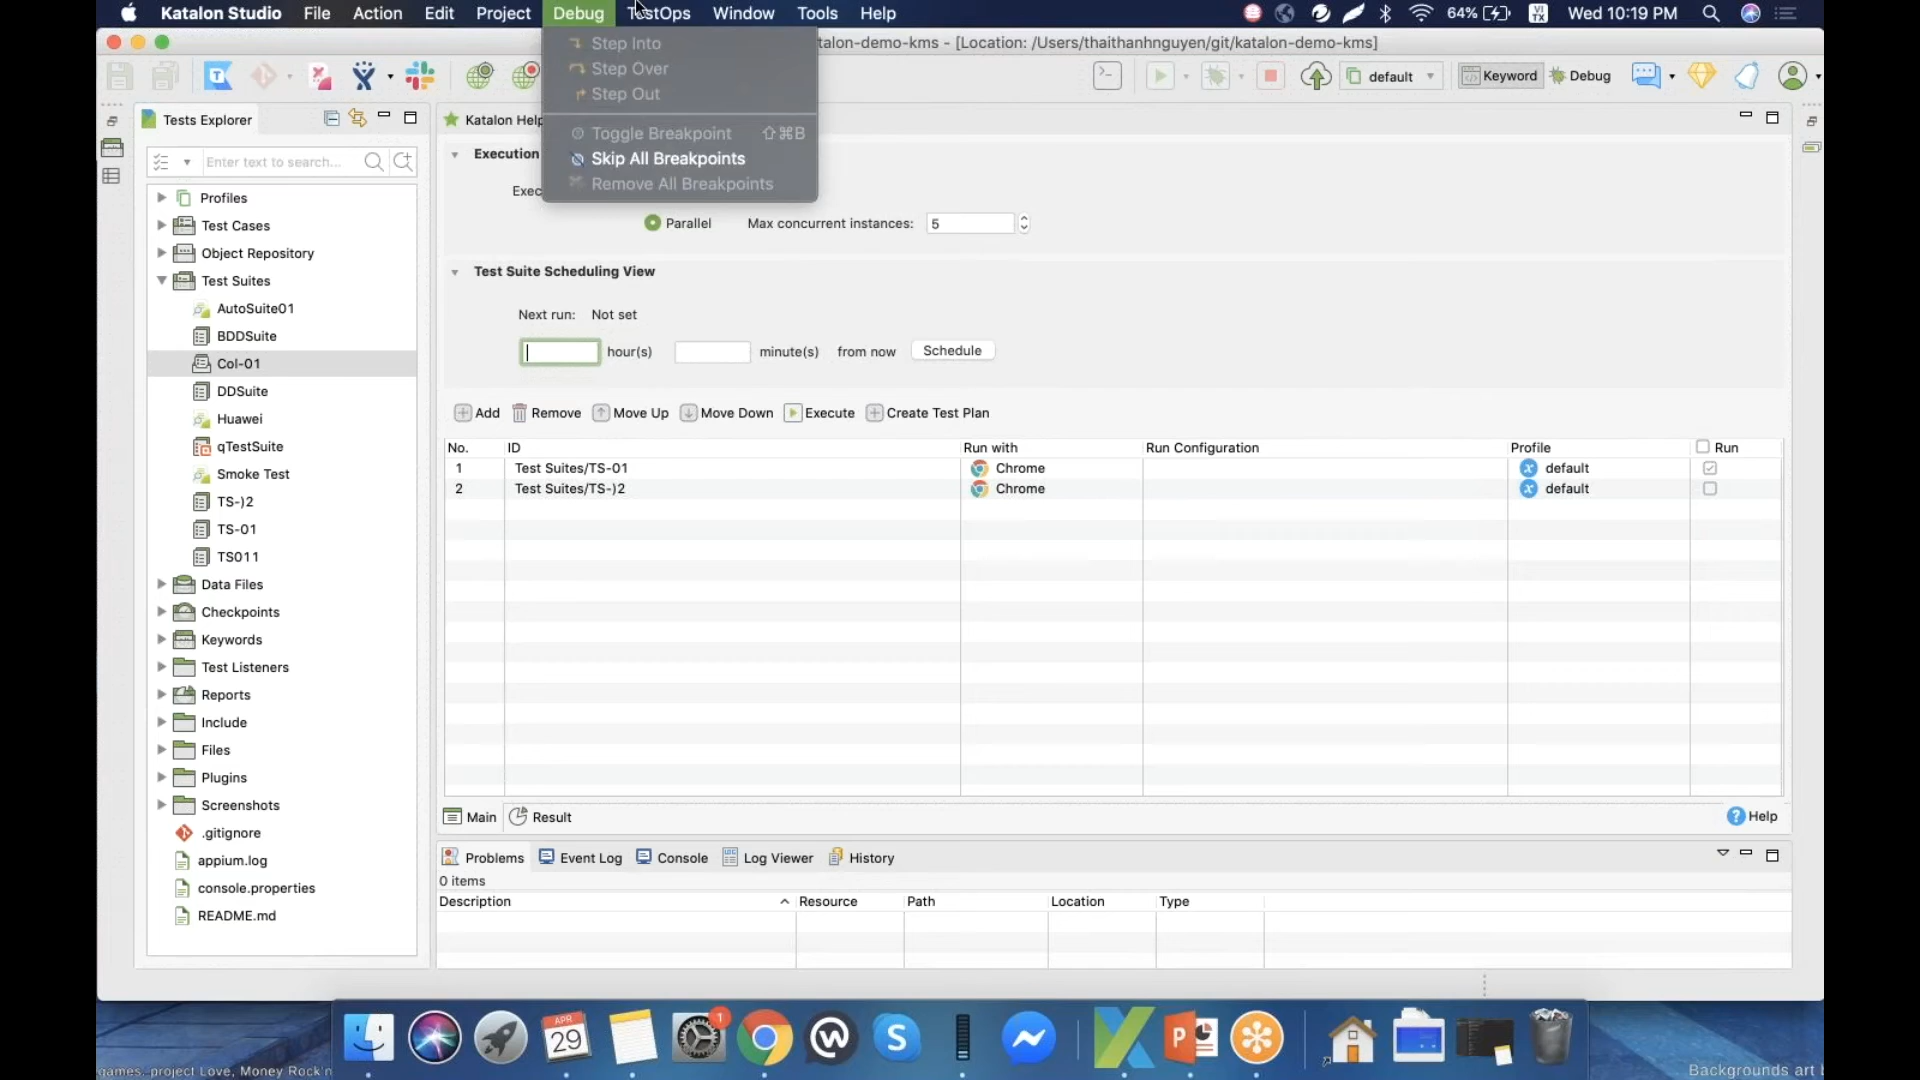 Katalon Studio File Action Edit Project Debug TestOps Window Tools Help 64% VI TX Wed 10:19 PM
talon-demo-kms - [Location: /Users/thaithanhnguyen/git/katalon-demo-kms]
Step Into
Step Over
Step Out
Toggle Breakpoint ⇧⌘B
Skip All Breakpoints
Remove All Breakpoints
default Keyword Debug
Tests Explorer
Enter text to search...
Profiles
Test Cases
Object Repository
Test Suites
AutoSuite01
BDDSuite
Col-01
DDSuite
Huawei
qTestSuite
Smoke Test
TS-)2
TS-01
TS011
Data Files
Checkpoints
Keywords
Test Listeners
Reports
Include
Files
Plugins
Screenshots
.gitignore
appium.log
console.properties
README.md
Katalon Help
Execution
Exec
Parallel Max concurrent instances: 5
Test Suite Scheduling View
Next run: Not set
hour(s) minute(s) from now Schedule
Add Remove Move Up Move Down Execute Create Test Plan
No. ID Run with Run Configuration Profile Run
1 Test Suites/TS-01 Chrome default
2 Test Suites/TS-)2 Chrome default
Main Result Help
Problems Event Log Console Log Viewer History
0 items
Description Resource Path Location Type
APR
29
1
games. project Love, Money Rock'n
Backgrounds art